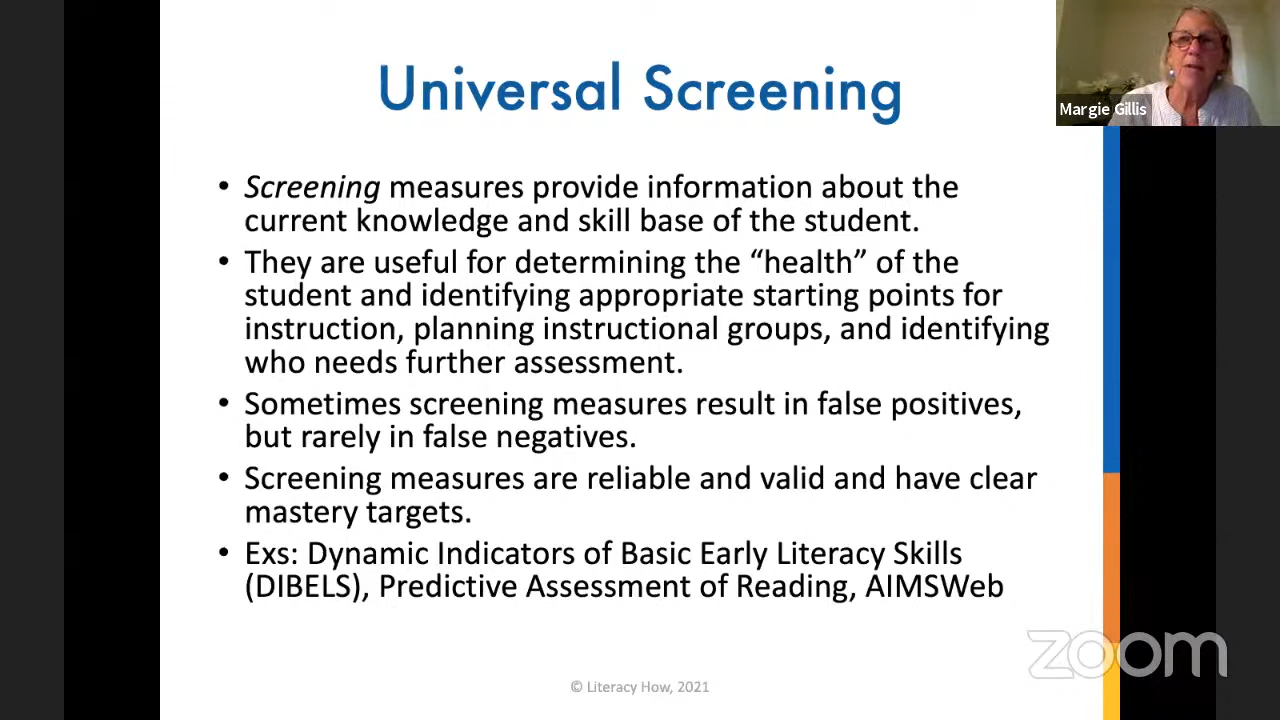 Universal Screening
Margie Gillis
• Screening measures provide information about the
current knowledge and skill base of the student.
• They are useful for determining the “health” of the
student and identifying appropriate starting points for
instruction, planning instructional groups, and identifying
who needs further assessment.
• Sometimes screening measures result in false positives,
but rarely in false negatives.
• Screening measures are reliable and valid and have clear
mastery targets.
• Exs: Dynamic Indicators of Basic Early Literacy Skills
(DIBELS), Predictive Assessment of Reading, AIMSWeb
zoom
© Literacy How, 2021